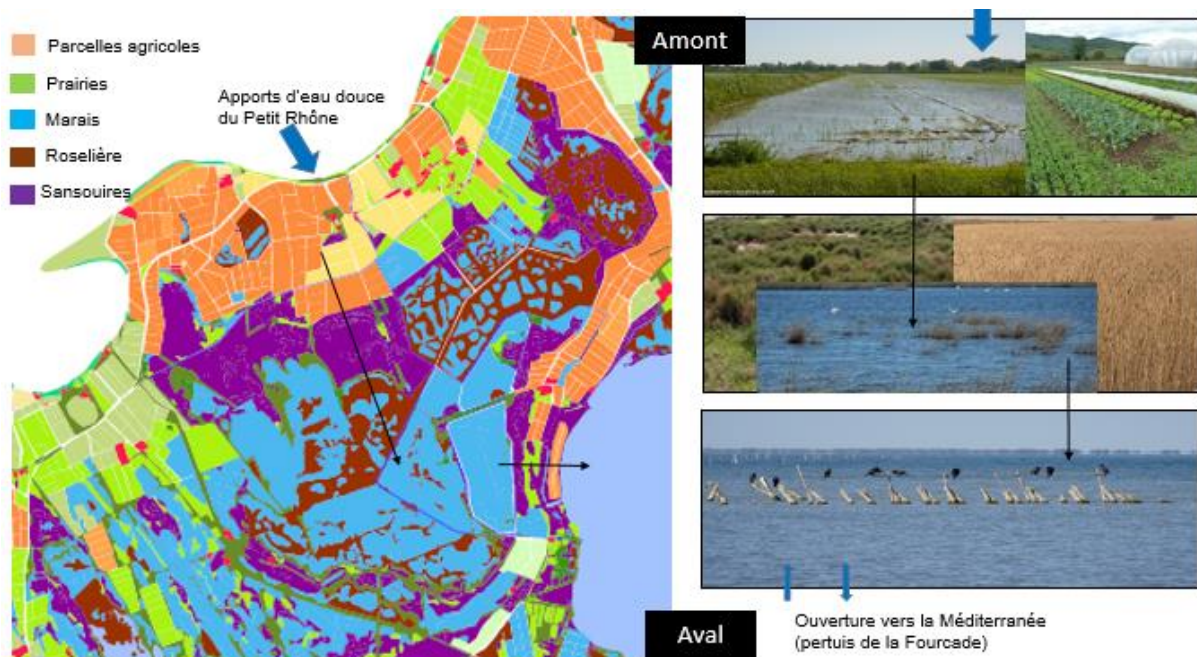 Parcelles agricoles
Prairies
Marais
Roselière
Sansouires
Apports d'eau douce
du Petit Rhône
Amont
Aval
Ouverture vers la Méditerranée
(pertuis de la Fourcade)